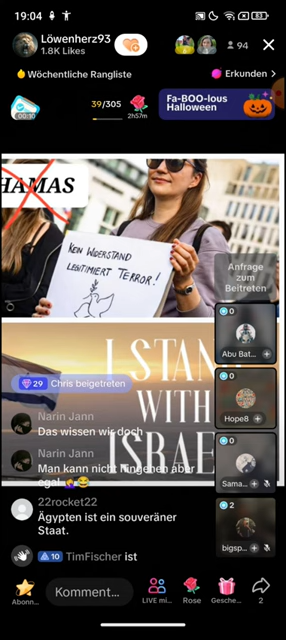 19:04
83
Löwenherz93
1.8K Likes
94
Wöchentliche Rangliste
Erkunden >
00:10
39/305
2h57m
Fa-BOO-lous
Halloween
HAMAS
KEIN WIDERSTAND
LEGITIMIERT TERROR!
Anfrage
zum
Beitreten
0
Abu Bat...
I STAN
WITH
ISRAE
29 Chris beigetreten
0
Hope8
Narin Jann
Das wissen wir doch
0
Sama...
Narin Jann
Man kann nicht hingehen aber
egal 🤷‍♀️😂
2
bigsp...
22rocket22
Ägypten ist ein souveräner
Staat.
10 TimFischer ist
Abonn...
Komment...
LIVE mi...
Rose
Gesche...
2